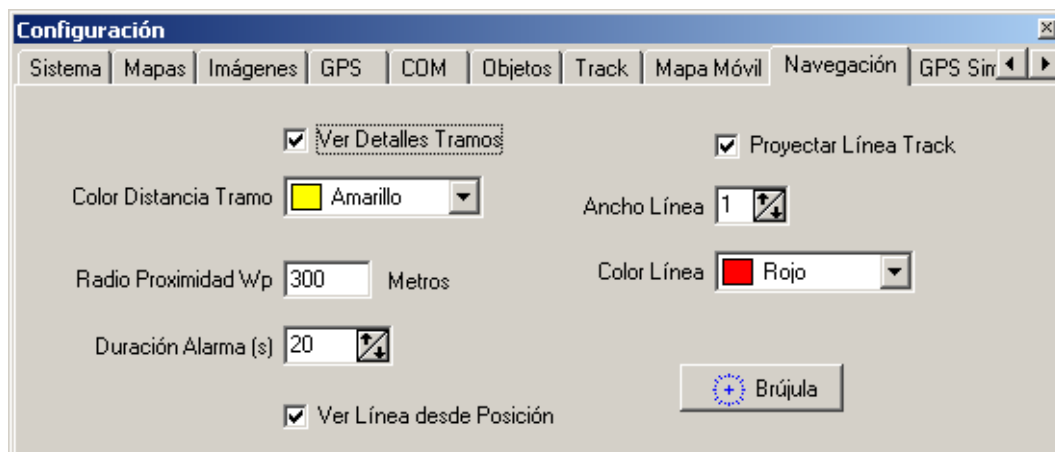 Configuración
Sistema Mapas Imágenes GPS COM Objetos Track Mapa Móvil Navegación GPS Sim
Ver Detalles Tramos
Proyectar Línea Track
Color Distancia Tramo Amarillo
Ancho Línea 1
Radio Proximidad Wp 300 Metros
Color Línea Rojo
Duración Alarma (s) 20
Brújula
Ver Línea desde Posición